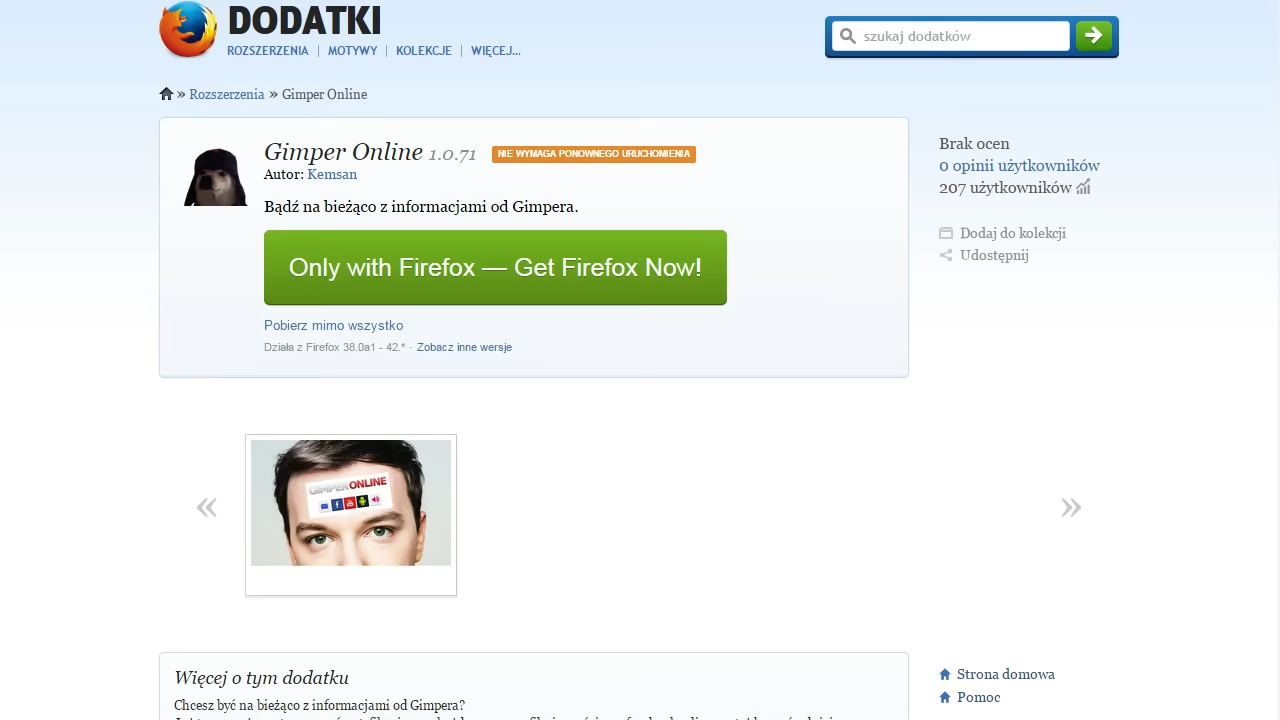 DODATKI
ROZSZERZENIA | MOTYWY | KOLEKCJE | WIĘCEJ...
szukaj dodatków
» Rozszerzenia » Gimper Online
Gimper Online 1.0.71 NIE WYMAGA PONOWNEGO URUCHOMIENIA
Autor: Kemsan
Bądź na bieżąco z informacjami od Gimpera.
Only with Firefox — Get Firefox Now!
Pobierz mimo wszystko
Działa z Firefox 38.0a1 - 42.* · Zobacz inne wersje
Brak ocen
0 opinii użytkowników
207 użytkowników
Dodaj do kolekcji
Udostępnij
«
GIMPER ONLINE
»
Więcej o tym dodatku
Chcesz być na bieżąco z informacjami od Gimpera?
Strona domowa
Pomoc